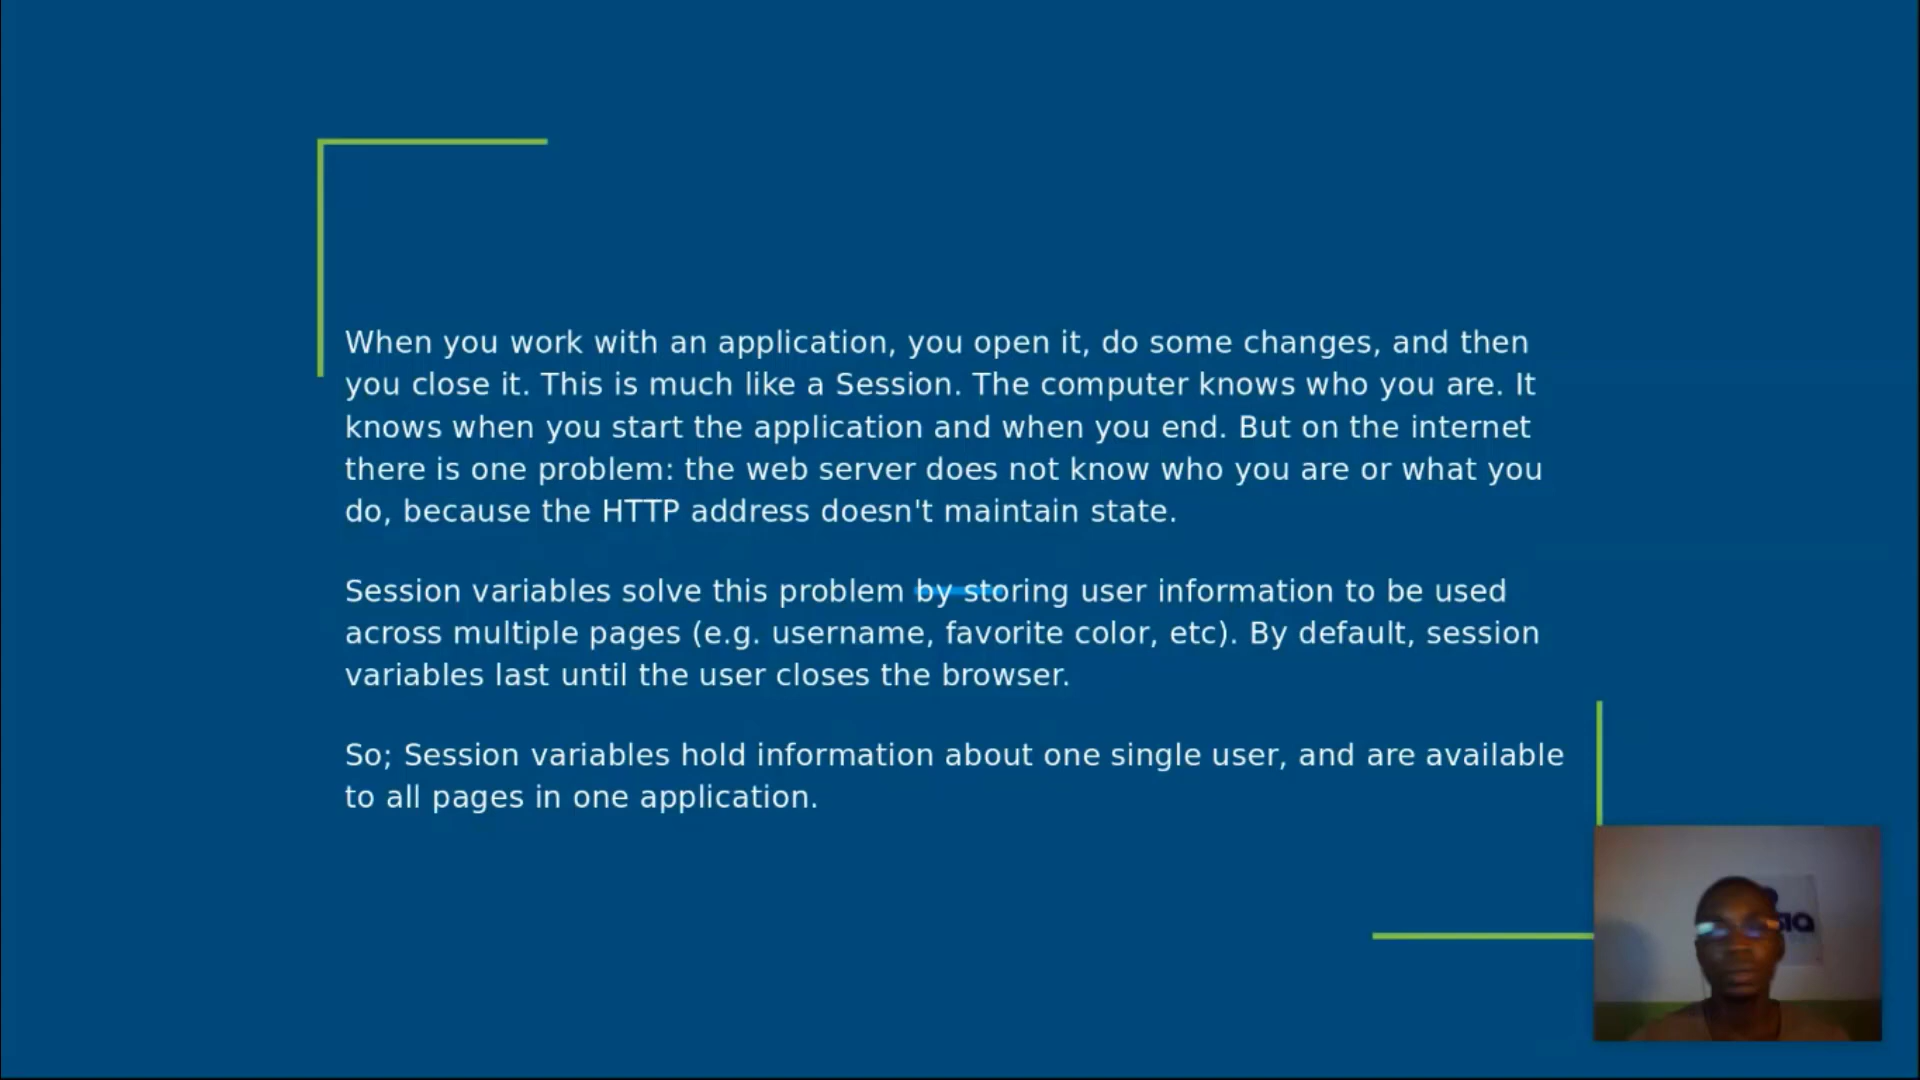 When you work with an application, you open it, do some changes, and then
you close it. This is much like a Session. The computer knows who you are. It
knows when you start the application and when you end. But on the internet
there is one problem: the web server does not know who you are or what you
do, because the HTTP address doesn't maintain state.
Session variables solve this problem by storing user information to be used
across multiple pages (e.g. username, favorite color, etc). By default, session
variables last until the user closes the browser.
So; Session variables hold information about one single user, and are available
to all pages in one application.